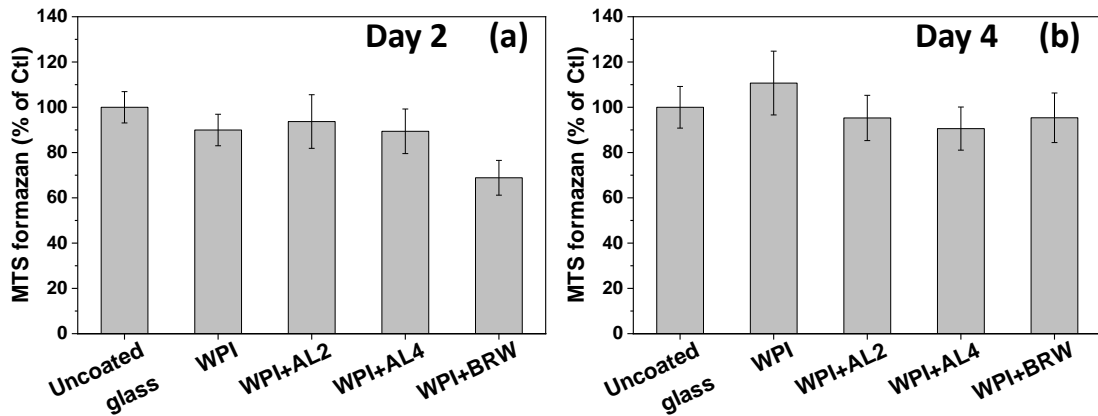 Day 2 (a)
MTS formazan (% of Ctl)
140
120
100
80
60
40
20
0
Uncoated
glass
WPI
WPI+AL2
WPI+AL4
WPI+BRW
Day 4 (b)
MTS formazan (% of Ctl)
140
120
100
80
60
40
20
0
Uncoated
glass
WPI
WPI+AL2
WPI+AL4
WPI+BRW